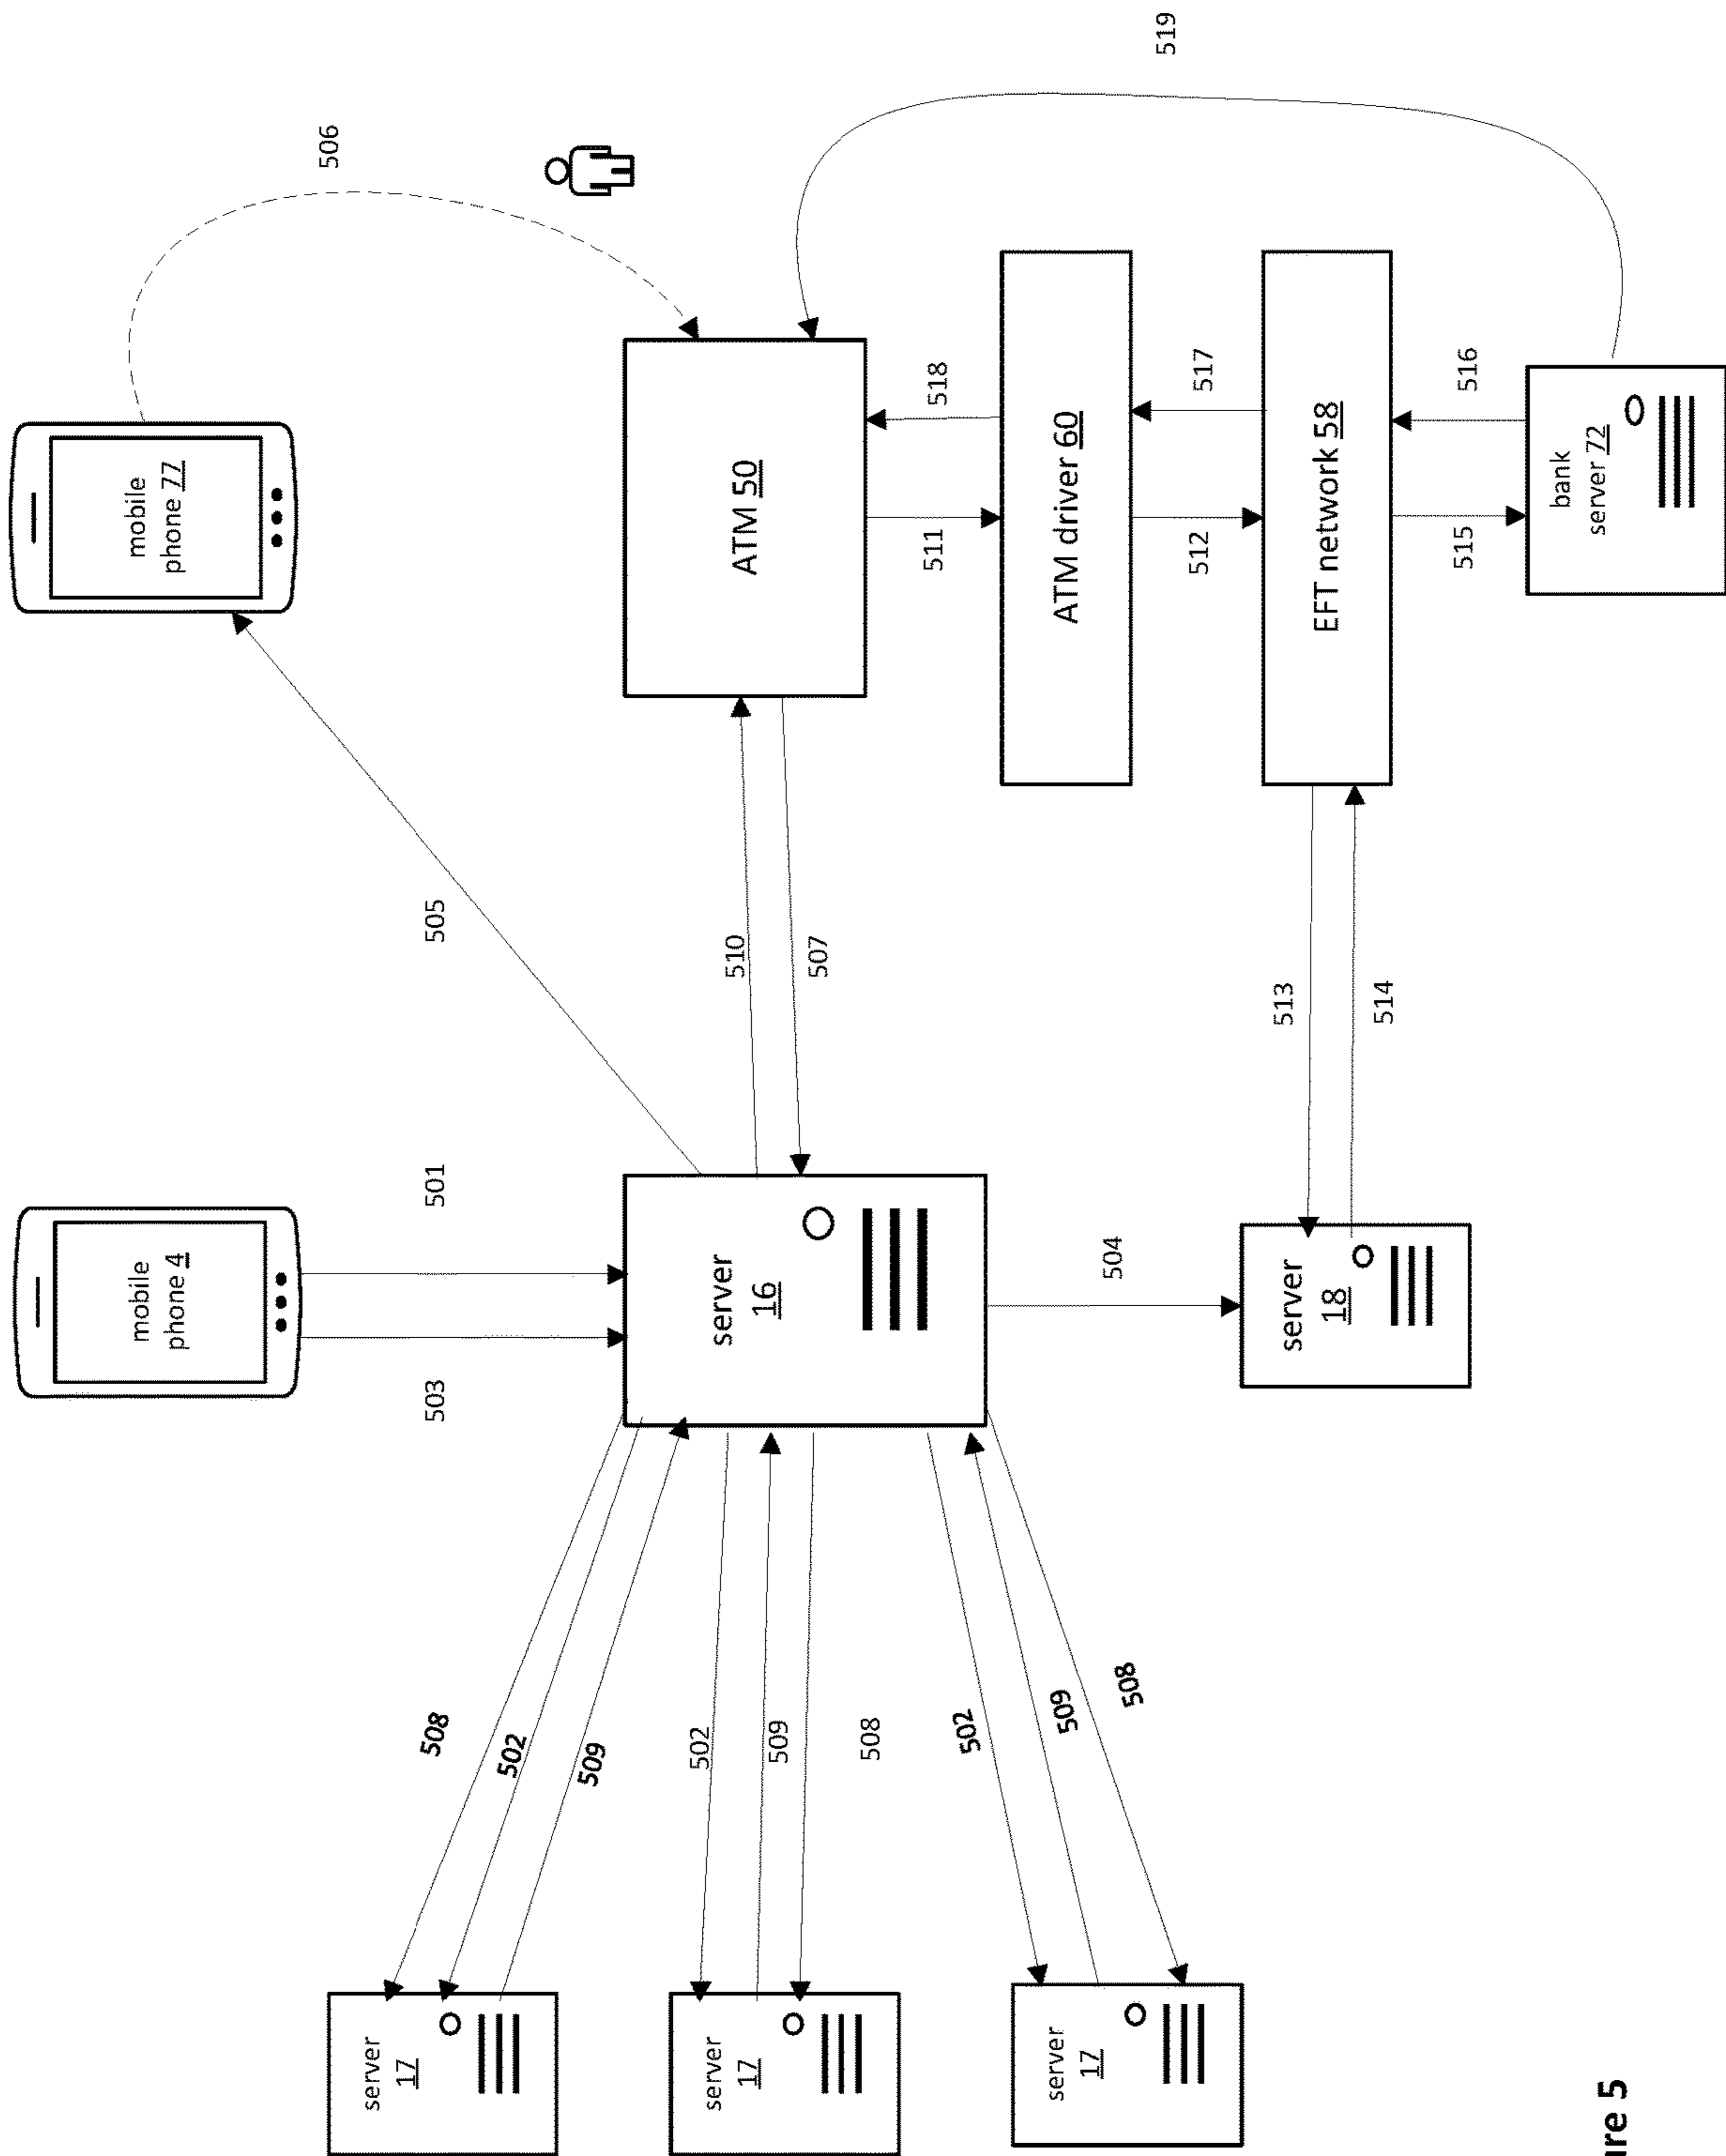 mobile
phone 4
mobile
phone 77
506
server
17
503
501
505
508
502
509
server
17
502
server
16
510
ATM 50
509
507
508
511
518
502
server
17
509
ATM driver 60
504
508
519
512
517
513
server
18
EFT network 58
514
515
516
bank
server 72
ure 5